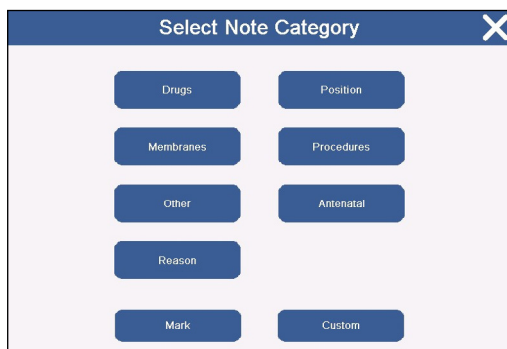 Select Note Category
Drugs
Position
Membranes
Procedures
Other
Antenatal
Reason
Mark
Custom